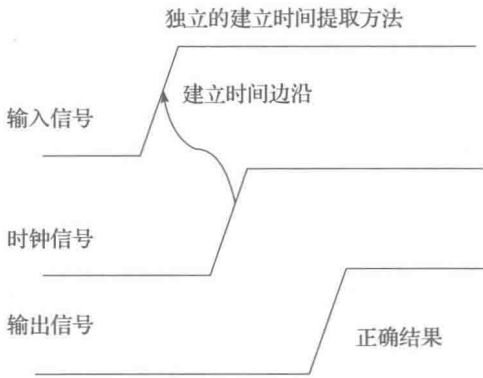 独立的建立时间提取方法
建立时间边沿
输入信号
时钟信号
输出信号
正确结果